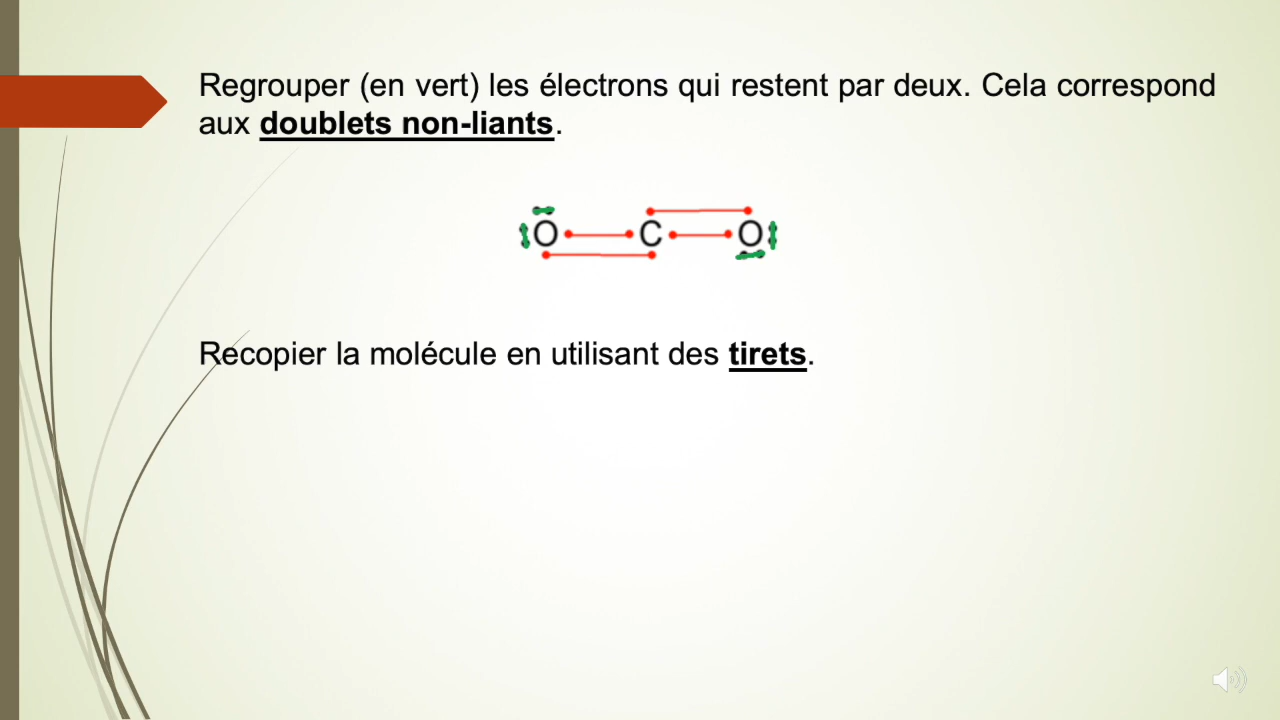 Regrouper (en vert) les électrons qui restent par deux. Cela correspond
aux doublets non-liants.
O C O
Recopier la molécule en utilisant des tirets.